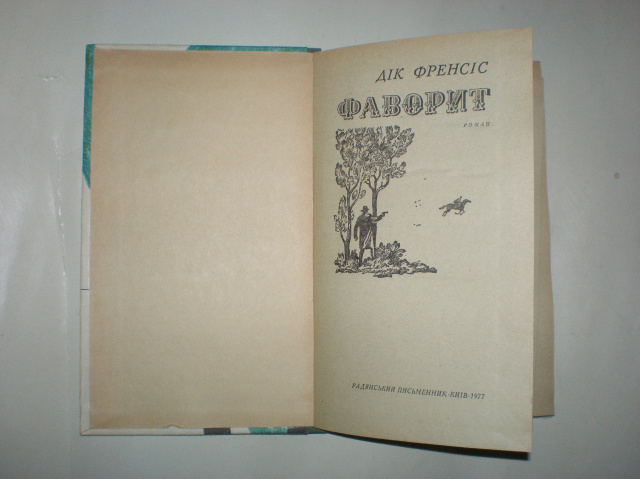 ДІК ФРЕНСІС
ФАВОРИТ
РОМАН
РАДЯНСЬКИЙ ПИСЬМЕННИК·КИЇВ·1977